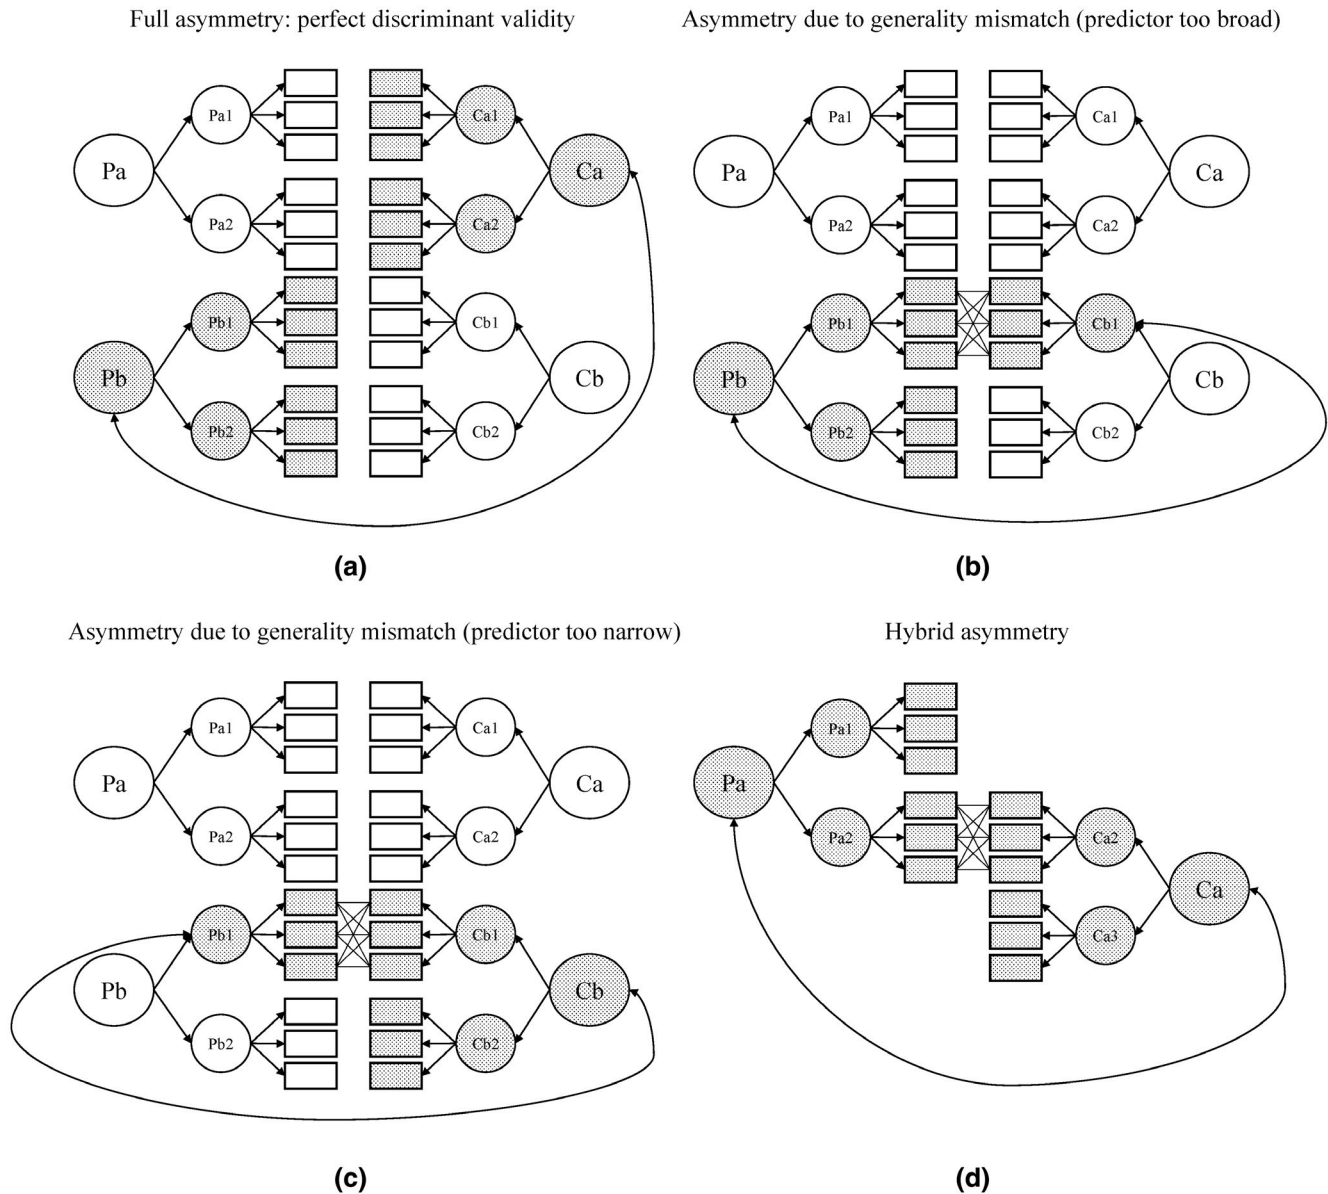 Full asymmetry: perfect discriminant validity
Pa
Pa1
Pa2
Pb
Pb1
Pb2
Ca1
Ca
Ca2
Cb1
Cb
Cb2
(a)
Asymmetry due to generality mismatch (predictor too broad)
Pa
Pa1
Pa2
Pb
Pb1
Pb2
Ca1
Ca
Ca2
Cb1
Cb
Cb2
(b)
Asymmetry due to generality mismatch (predictor too narrow)
Pa
Pa1
Pa2
Pb
Pb1
Pb2
Ca1
Ca
Ca2
Cb1
Cb
Cb2
(c)
Hybrid asymmetry
Pa
Pa1
Pa2
Ca2
Ca
Ca3
(d)